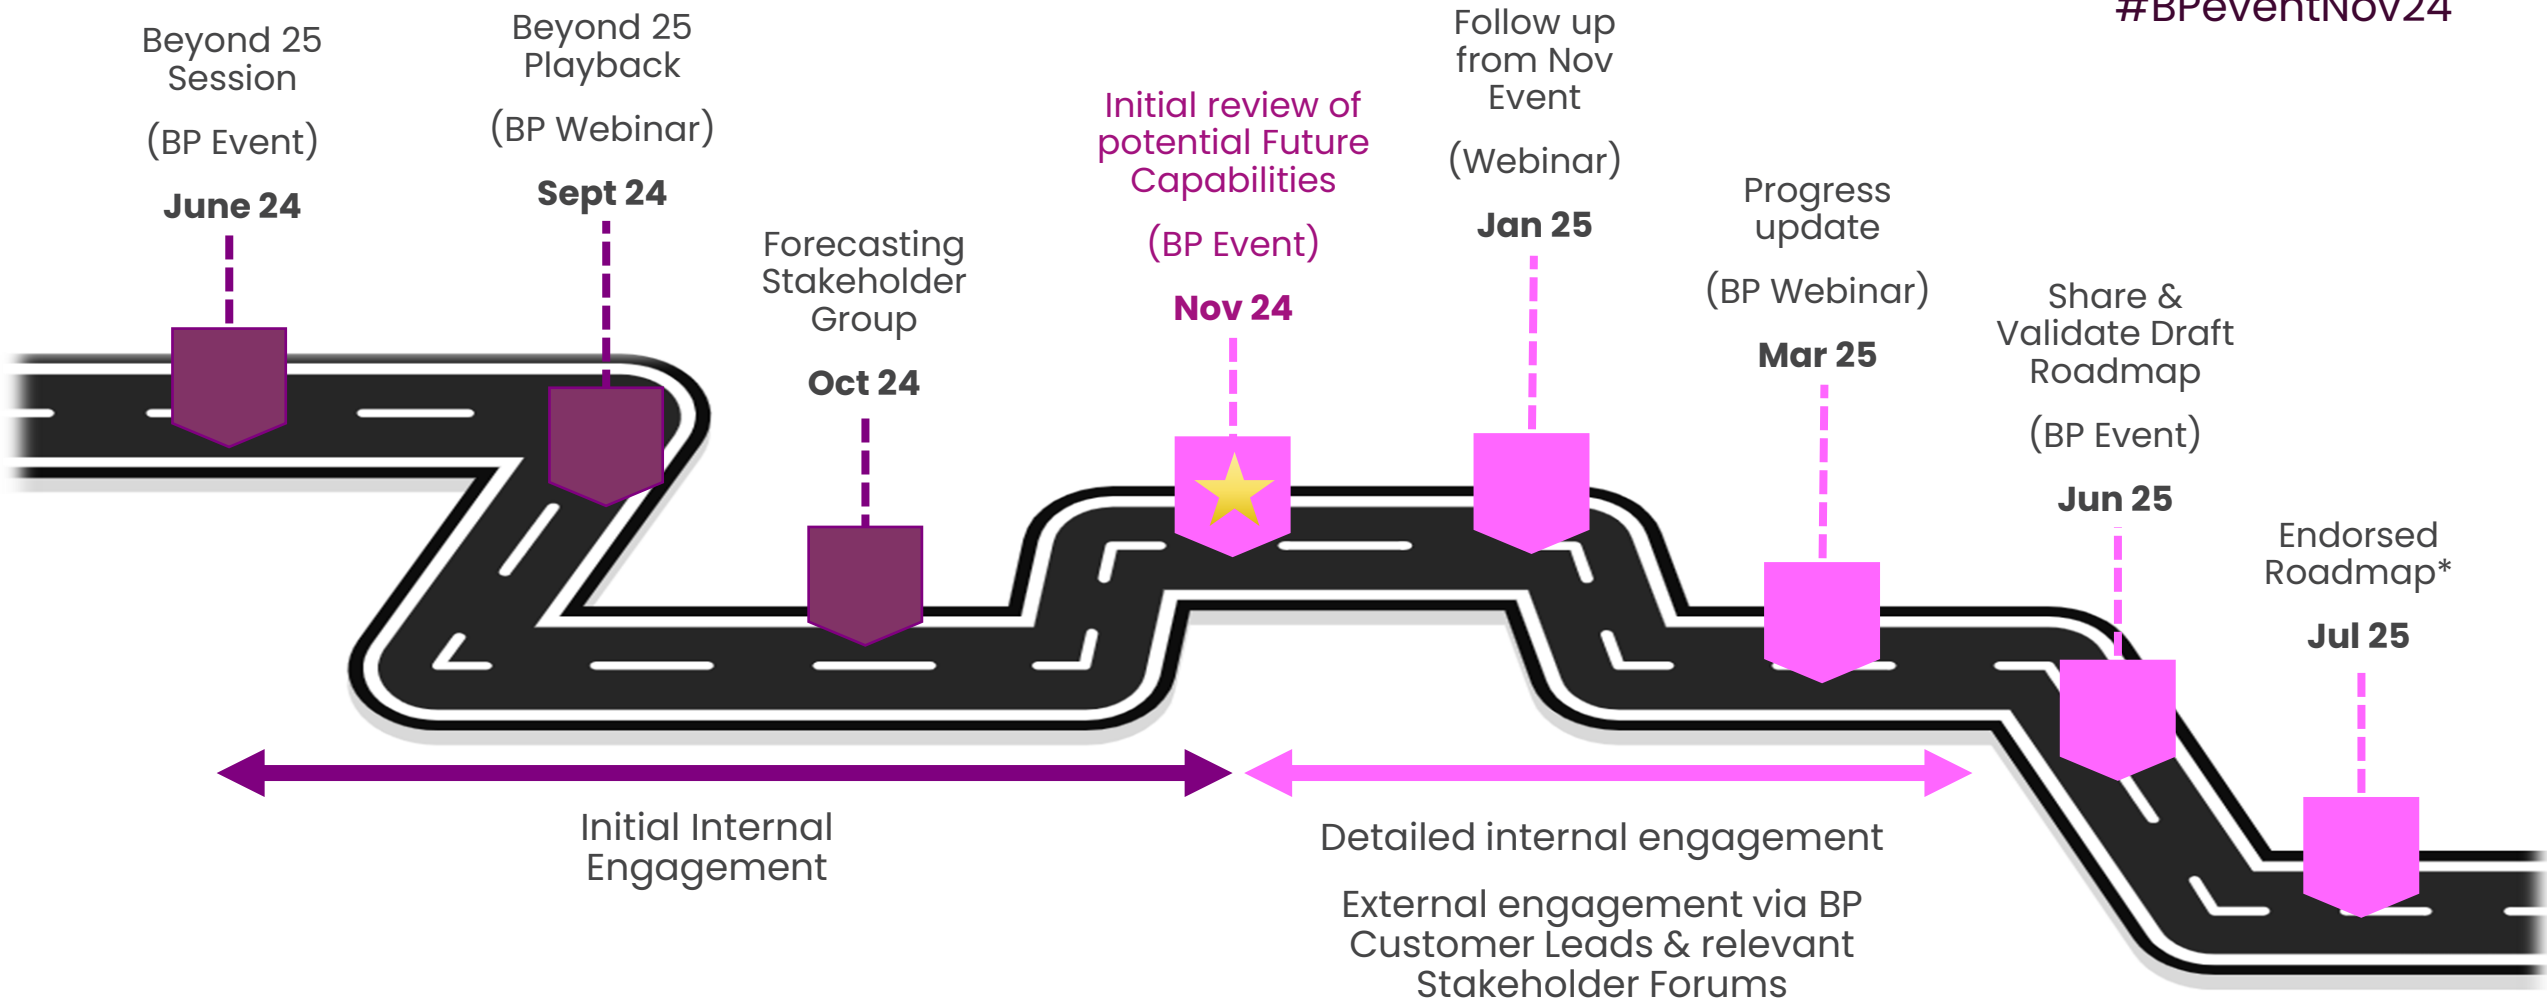 #BPeventNov24
Beyond 25
Session
(BP Event)
June 24
Beyond 25
Playback
(BP Webinar)
Sept 24
Forecasting
Stakeholder
Group
Oct 24
Initial review of
potential Future
Capabilities
(BP Event)
Nov 24
Follow up
from Nov
Event
(Webinar)
Jan 25
Progress
update
(BP Webinar)
Mar 25
Share &
Validate Draft
Roadmap
(BP Event)
Jun 25
Endorsed
Roadmap*
Jul 25
Initial Internal
Engagement
Detailed internal engagement
External engagement via BP
Customer Leads & relevant
Stakeholder Forums